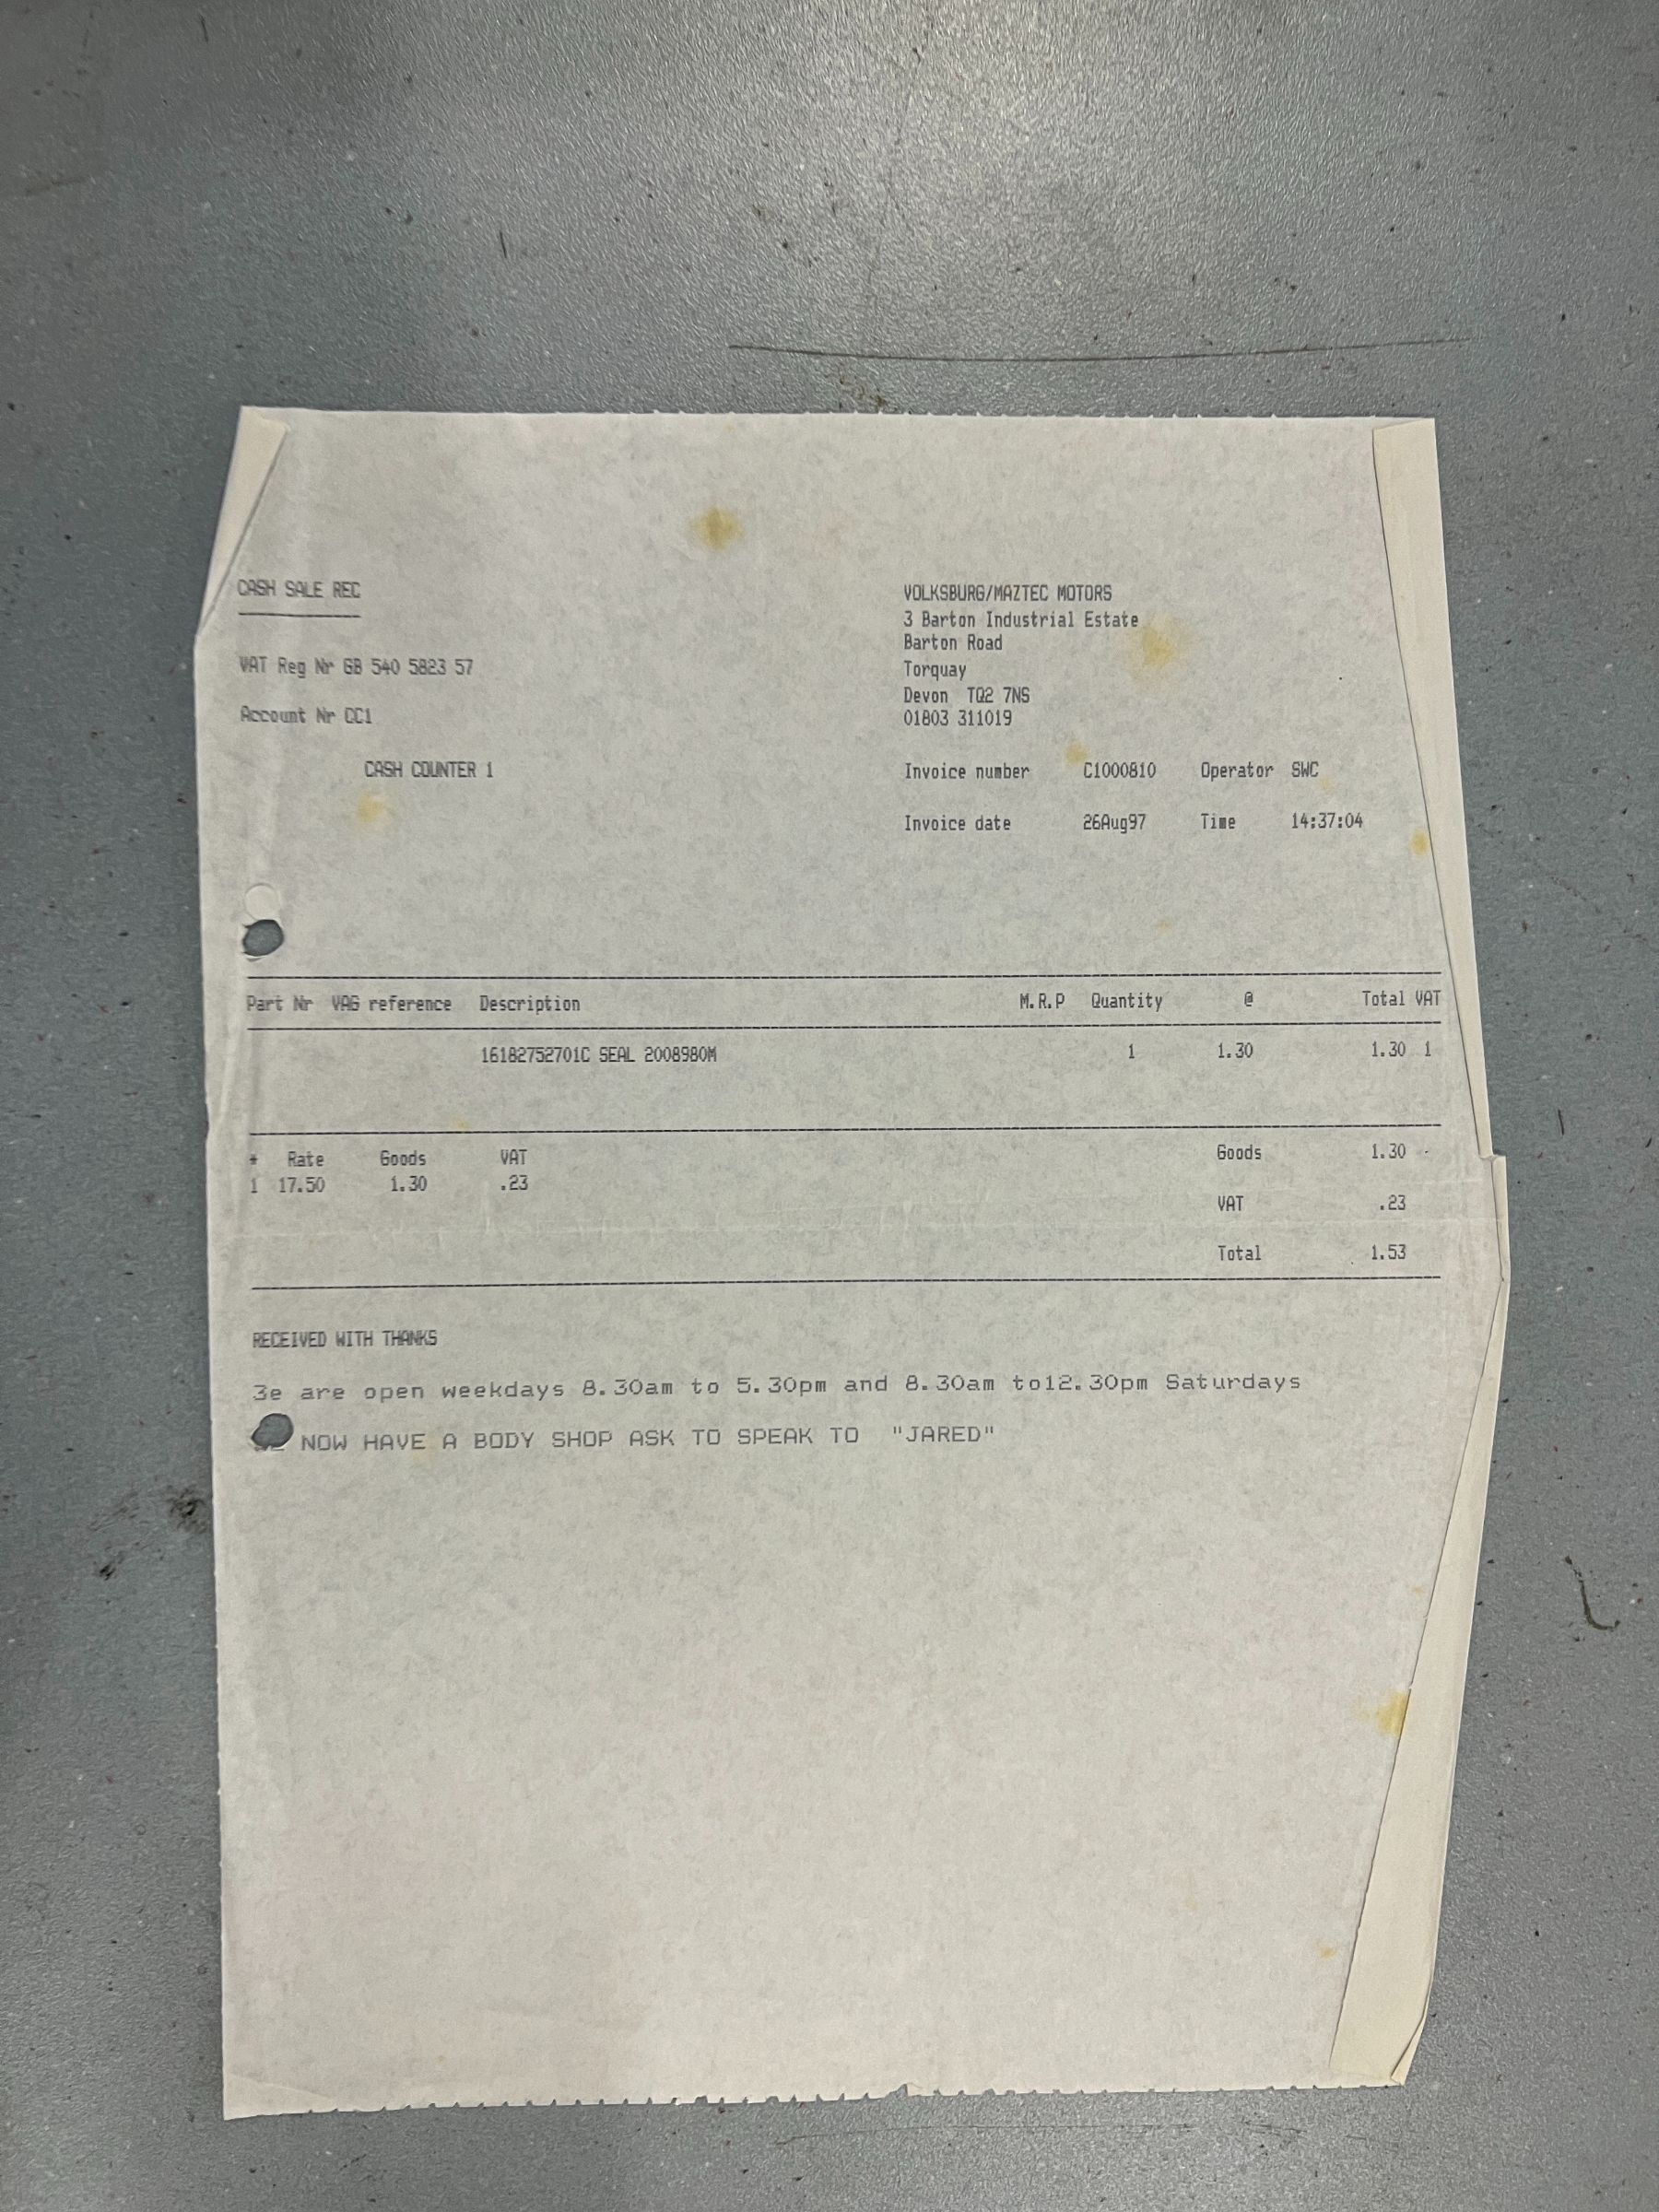 CASH SALE REC
VOLKSBURG/MAZTEC MOTORS
3 Barton Industrial Estate
Barton Road
Torquay
Devon TQ2 7NS
01803 311019
VAT Reg Nr GB 540 5823 57
Account Nr CC1
CASH COUNTER 1
Invoice number C1000810 Operator SWC
Invoice date 26Aug97 Time 14:37:04
Part Nr VAG reference Description M.R.P Quantity @ Total VAT
16182752701C SEAL 2008980M 1 1.30 1.30 1
* Rate Goods VAT
1 17.50 1.30 .23
Goods 1.30
VAT .23
Total 1.53
RECEIVED WITH THANKS
3e are open weekdays 8.30am to 5.30pm and 8.30am to12.30pm Saturdays
NOW HAVE A BODY SHOP ASK TO SPEAK TO "JARED"